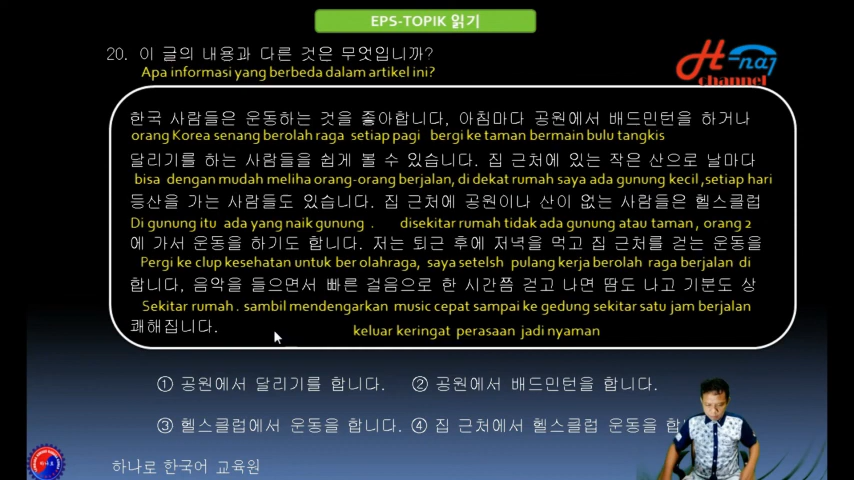 EPS-TOPIK 읽기
20. 이 글의 내용과 다른 것은 무엇입니까?
Apa informasi yang berbeda dalam artikel ini?
H-naj
channel
한국 사람들은 운동하는 것을 좋아합니다, 아침마다 공원에서 배드민턴을 하거나
orang Korea senang berolah raga setiap pagi bergi ke taman bermain bulu tangkis
달리기를 하는 사람들을 쉽게 볼 수 있습니다. 집 근처에 있는 작은 산으로 날마다
bisa dengan mudah meliha orang-orang berjalan, di dekat rumah saya ada gunung kecil ,setiap hari
등산을 가는 사람들도 있습니다. 집 근처에 공원이나 산이 없는 사람들은 헬스클럽
Di gunung itu ada yang naik gunung . disekitar rumah tidak ada gunung atau taman , orang 2
에 가서 운동을 하기도 합니다. 저는 퇴근 후에 저녁을 먹고 집 근처를 걷는 운동을
Pergi ke clup kesehatan untuk ber olahraga, saya setelsh pulang kerja berolah raga berjalan di
합니다, 음악을 들으면서 빠른 걸음으로 한 시간쯤 걷고 나면 땀도 나고 기분도 상
Sekitar rumah . sambil mendengarkan music cepat sampai ke gedung sekitar satu jam berjalan
쾌해집니다.
keluar keringat perasaan jadi nyaman
① 공원에서 달리기를 합니다. ② 공원에서 배드민턴을 합니다.
③ 헬스클럽에서 운동을 합니다. ④ 집 근처에서 헬스클럽 운동을
하나로 한국어 교육원